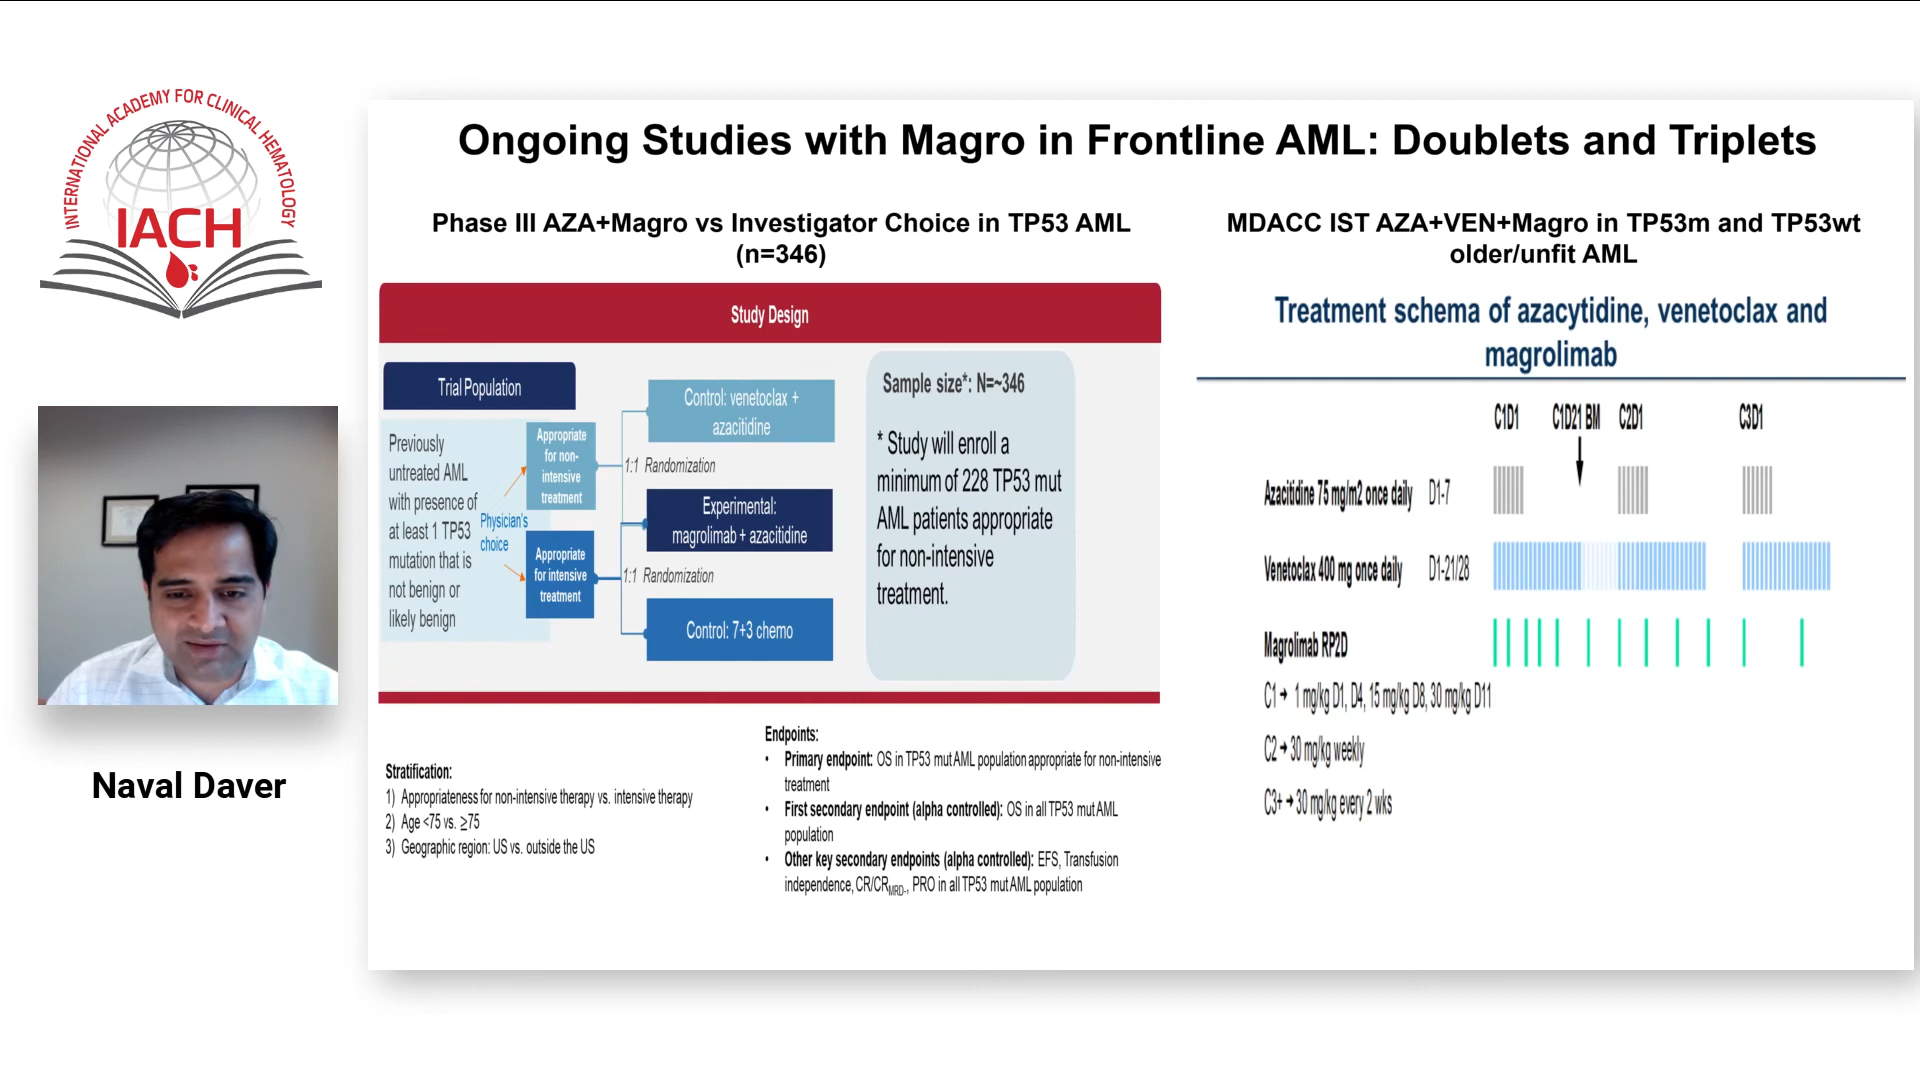 INTERNATIONAL ACADEMY FOR CLINICAL HEMATOLOGY
IACH
Naval Daver
Ongoing Studies with Magro in Frontline AML: Doublets and Triplets
Phase III AZA+Magro vs Investigator Choice in TP53 AML
(n=346)
Study Design
Trial Population
Previously
untreated AML
with presence of
at least 1 TP53
mutation that is
not benign or
likely benign
Physician's
choice
Appropriate
for non-
intensive
treatment
Appropriate
for intensive
treatment
Control: venetoclax +
azacitidine
1:1 Randomization
Experimental:
magrolimab + azacitidine
1:1 Randomization
Control: 7+3 chemo
Sample size*: N=~346
* Study will enroll a
minimum of 228 TP53 mut
AML patients appropriate
for non-intensive
treatment.
Stratification:
1) Appropriateness for non-intensive therapy vs. intensive therapy
2) Age <75 vs. ≥75
3) Geographic region: US vs. outside the US
Endpoints:
• Primary endpoint: OS in TP53 mut AML population appropriate for non-intensive
treatment
• First secondary endpoint (alpha controlled): OS in all TP53 mut AML
population
• Other key secondary endpoints (alpha controlled): EFS, Transfusion
independence, CR/CRMRD-, PRO in all TP53 mut AML population
MDACC IST AZA+VEN+Magro in TP53m and TP53wt
older/unfit AML
Treatment schema of azacytidine, venetoclax and
magrolimab
C1D1 C1D21 BM C2D1 C3D1
Azacitidine 75 mg/m2 once daily D1-7
Venetoclax 400 mg once daily D1-21/28
Magrolimab RP2D
C1 → 1 mg/kg D1, D4, 15 mg/kg D8, 30 mg/kg D11
C2 → 30 mg/kg weekly
C3+ → 30 mg/kg every 2 wks